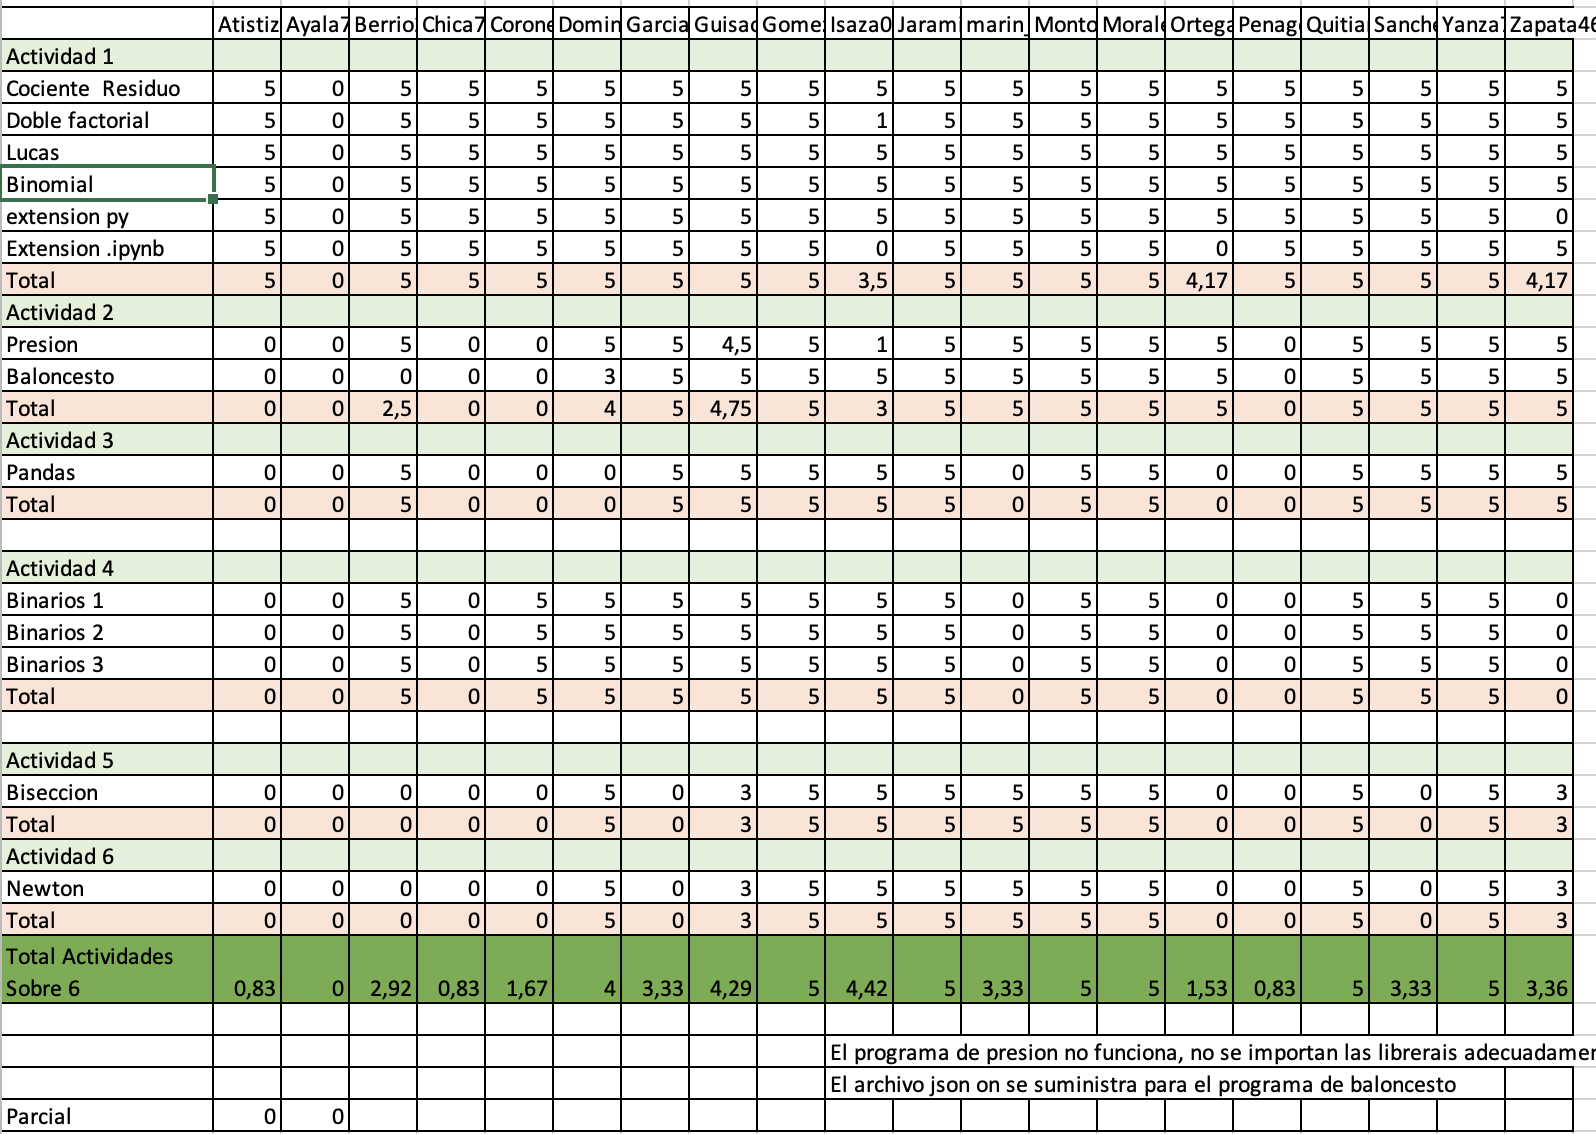 Atistiz Ayala7 Berrio Chica7 Corone Domin Garcia Guisac Gome Isaza0 Jaram marin_ Monto Morale Ortega Penag Quitia Sanche Yanza Zapata46
Actividad 1
Cociente Residuo 5 0 5 5 5 5 5 5 5 5 5 5 5 5 5 5 5 5 5 5
Doble factorial 5 0 5 5 5 5 5 5 5 1 5 5 5 5 5 5 5 5 5 5
Lucas 5 0 5 5 5 5 5 5 5 5 5 5 5 5 5 5 5 5 5 5
Binomial 5 0 5 5 5 5 5 5 5 5 5 5 5 5 5 5 5 5 5 5
extension py 5 0 5 5 5 5 5 5 5 5 5 5 5 5 5 5 5 5 5 0
Extension .ipynb 5 0 5 5 5 5 5 5 5 0 5 5 5 5 0 5 5 5 5 5
Total 5 0 5 5 5 5 5 5 5 3,5 5 5 5 5 4,17 5 5 5 5 4,17
Actividad 2
Presion 0 0 5 0 0 5 5 4,5 5 1 5 5 5 5 5 0 5 5 5 5
Baloncesto 0 0 0 0 0 3 5 5 5 5 5 5 5 5 5 0 5 5 5 5
Total 0 0 2,5 0 0 4 5 4,75 5 3 5 5 5 5 5 0 5 5 5 5
Actividad 3
Pandas 0 0 5 0 0 0 5 5 5 5 5 0 5 5 0 0 5 5 5 5
Total 0 0 5 0 0 0 5 5 5 5 5 0 5 5 0 0 5 5 5 5
Actividad 4
Binarios 1 0 0 5 0 5 5 5 5 5 5 5 0 5 5 0 0 5 5 5 0
Binarios 2 0 0 5 0 5 5 5 5 5 5 5 0 5 5 0 0 5 5 5 0
Binarios 3 0 0 5 0 5 5 5 5 5 5 5 0 5 5 0 0 5 5 5 0
Total 0 0 5 0 5 5 5 5 5 5 5 0 5 5 0 0 5 5 5 0
Actividad 5
Biseccion 0 0 0 0 0 5 0 3 5 5 5 5 5 5 0 0 5 0 5 3
Total 0 0 0 0 0 5 0 3 5 5 5 5 5 5 0 0 5 0 5 3
Actividad 6
Newton 0 0 0 0 0 5 0 3 5 5 5 5 5 5 0 0 5 0 5 3
Total 0 0 0 0 0 5 0 3 5 5 5 5 5 5 0 0 5 0 5 3
Total Actividades
Sobre 6 0,83 0 2,92 0,83 1,67 4 3,33 4,29 5 4,42 5 3,33 5 5 1,53 0,83 5 3,33 5 3,36
El programa de presion no funciona, no se importan las librerais adecuadamen
El archivo json on se suministra para el programa de baloncesto
Parcial 0 0